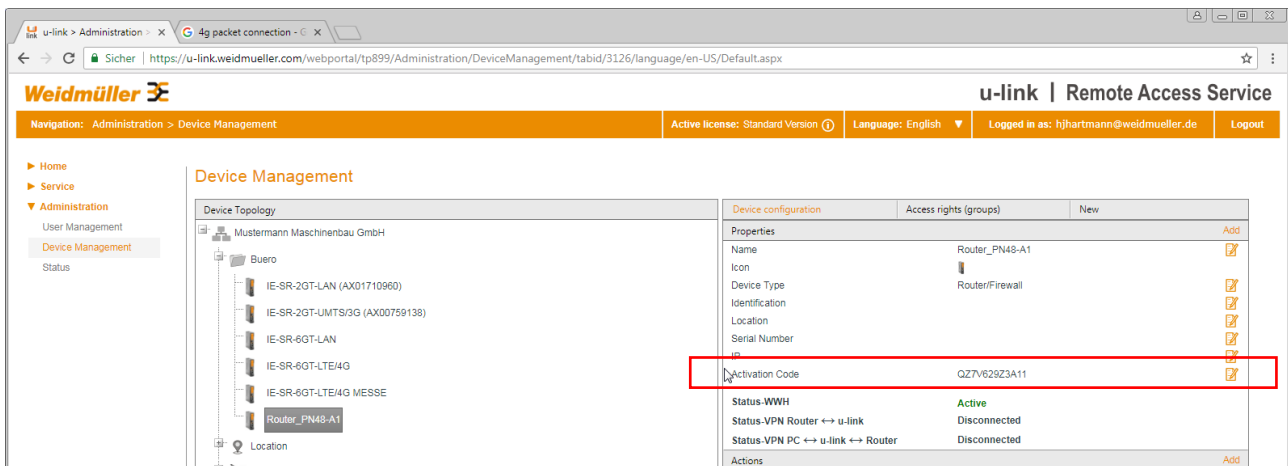 u-link > Administration >
4g packet connection - G
Sicher | https://u-link.weidmueller.com/webportal/tp899/Administration/DeviceManagement/tabid/3126/language/en-US/Default.aspx
Weidmüller
u-link | Remote Access Service
Navigation: Administration > Device Management
Active license: Standard Version
Language: English
Logged in as: hjhartmann@weidmueller.de
Logout
Home
Service
Administration
User Management
Device Management
Status
Device Management
Device Topology
Mustermann Maschinenbau GmbH
Buero
IE-SR-2GT-LAN (AX01710960)
IE-SR-2GT-UMTS/3G (AX00759138)
IE-SR-6GT-LAN
IE-SR-6GT-LTE/4G
IE-SR-6GT-LTE/4G MESSE
Router_PN48-A1
Location
Device configuration Access rights (groups) New
Properties Add
Name Router_PN48-A1
Icon
Device Type Router/Firewall
Identification
Location
Serial Number
IP
Activation Code QZ7V629Z3A11
Status-WWH Active
Status-VPN Router ↔ u-link Disconnected
Status-VPN PC ↔ u-link ↔ Router Disconnected
Actions Add